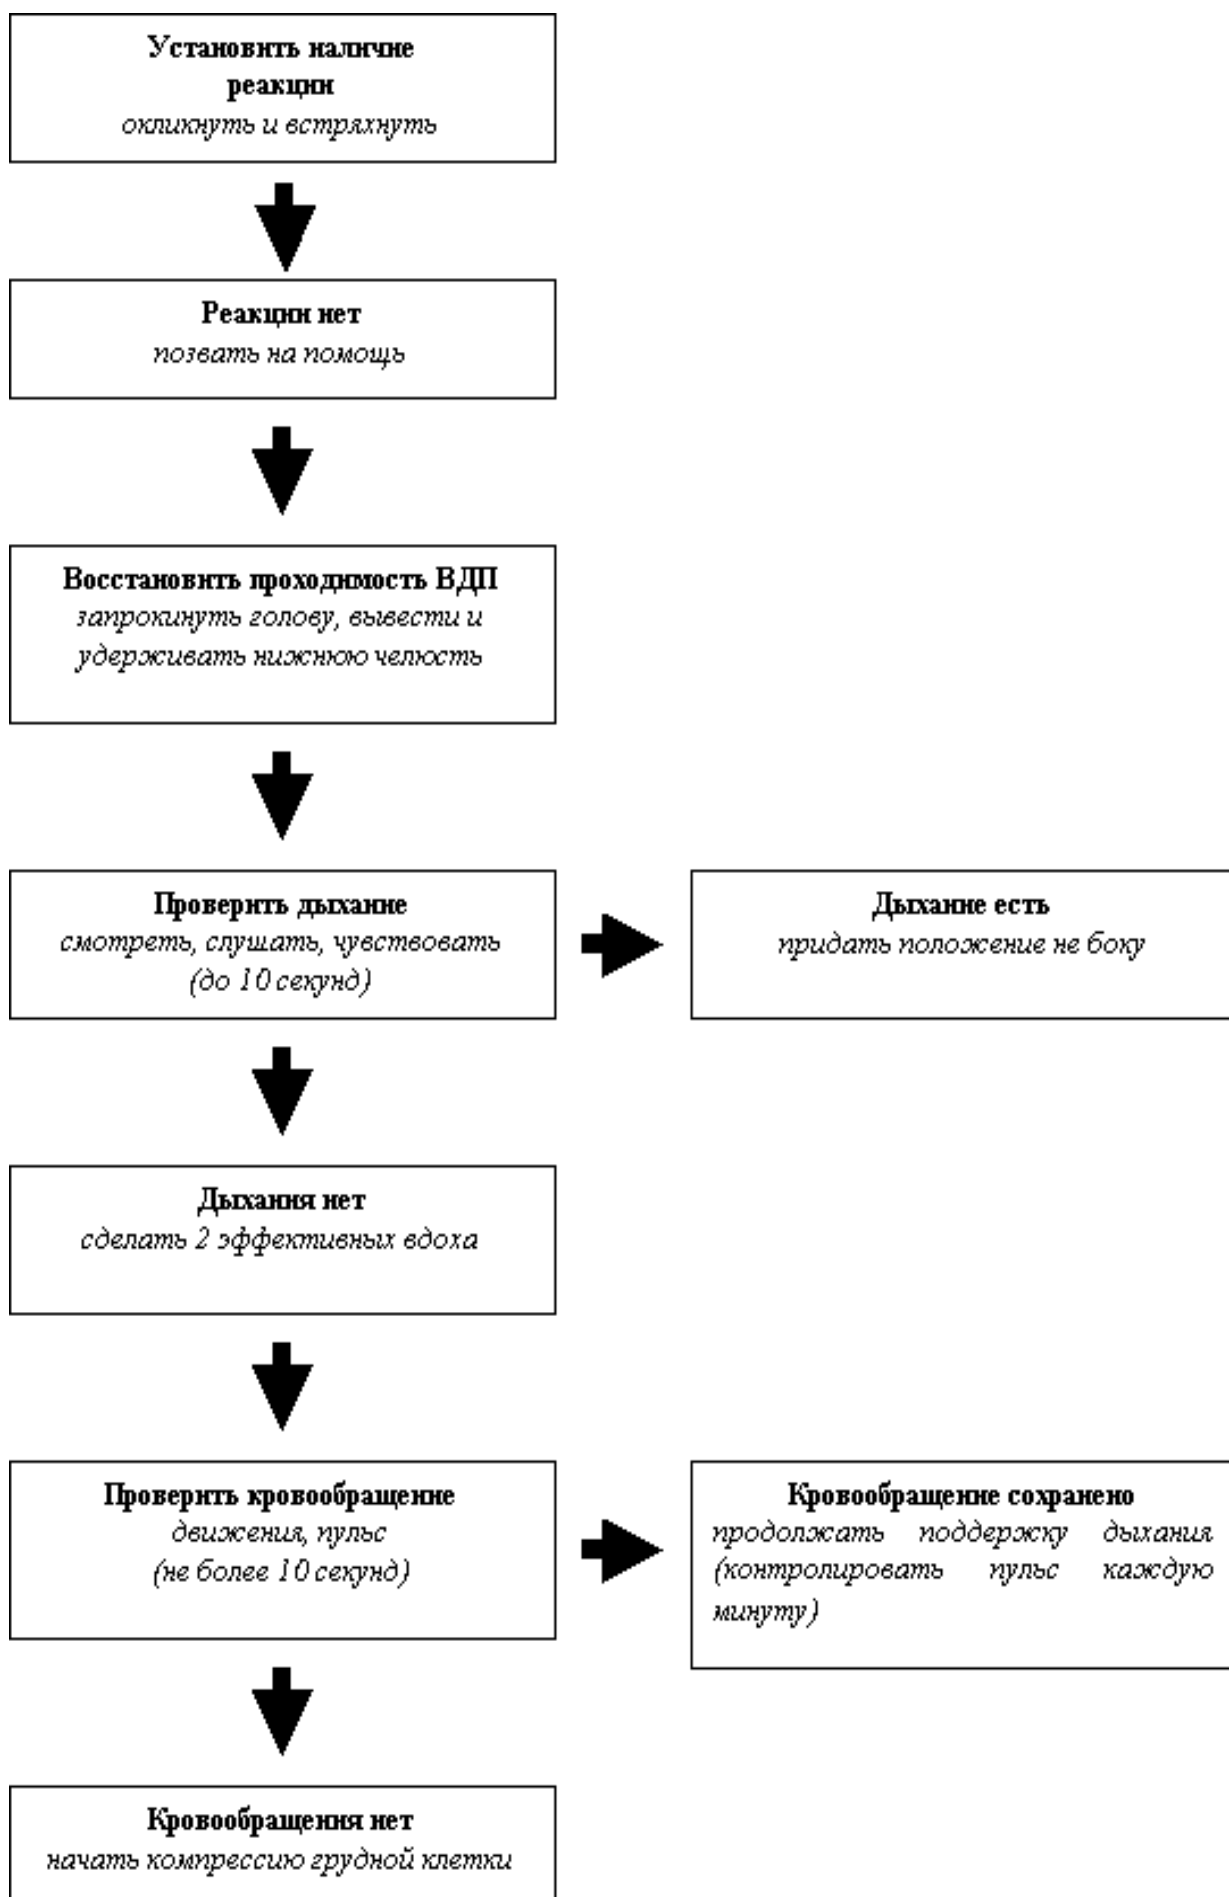 Установить наличие
реакции
окликнуть и встряхнуть
Реакции нет
позвать на помощь
Восстановить проходимость ВДП
запрокинуть голову, вывести и
удерживать нижнюю челюсть
Проверить дыхание
смотреть, слушать, чувствовать
(до 10 секунд)
Дыхание есть
придать положение не боку
Дыхания нет
сделать 2 эффективных вдоха
Проверить кровообращение
движения, пульс
(не более 10 секунд)
Кровообращение сохранено
продолжать поддержку дыхания
(контролировать пульс каждую
минуту)
Кровообращения нет
начать компрессию грудной клетки